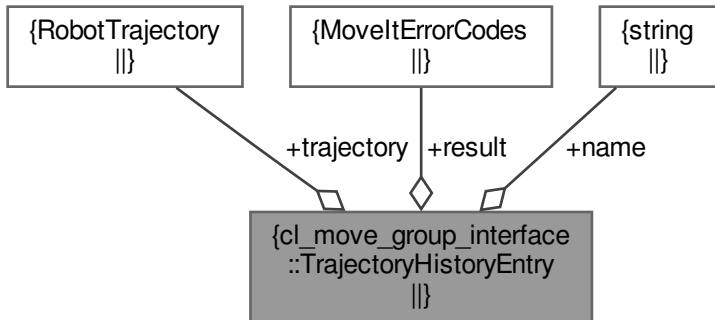 {RobotTrajectory
||}
{MoveItErrorCodes
||}
{string
||}
+trajectory
+result
+name
{cl_move_group_interface
::TrajectoryHistoryEntry
||}